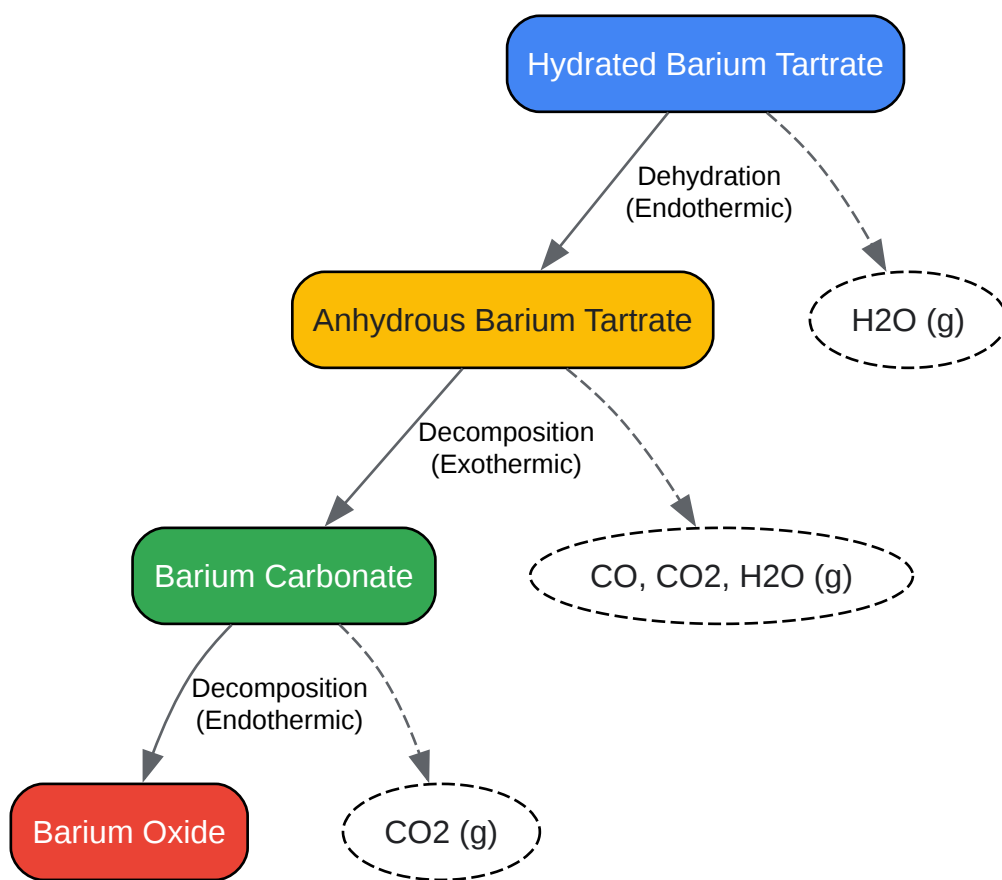 Hydrated Barium Tartrate
Dehydration
(Endothermic)
Anhydrous Barium Tartrate
H2O (g)
Decomposition
(Exothermic)
Barium Carbonate
CO, CO2, H2O (g)
Decomposition
(Endothermic)
Barium Oxide
CO2 (g)